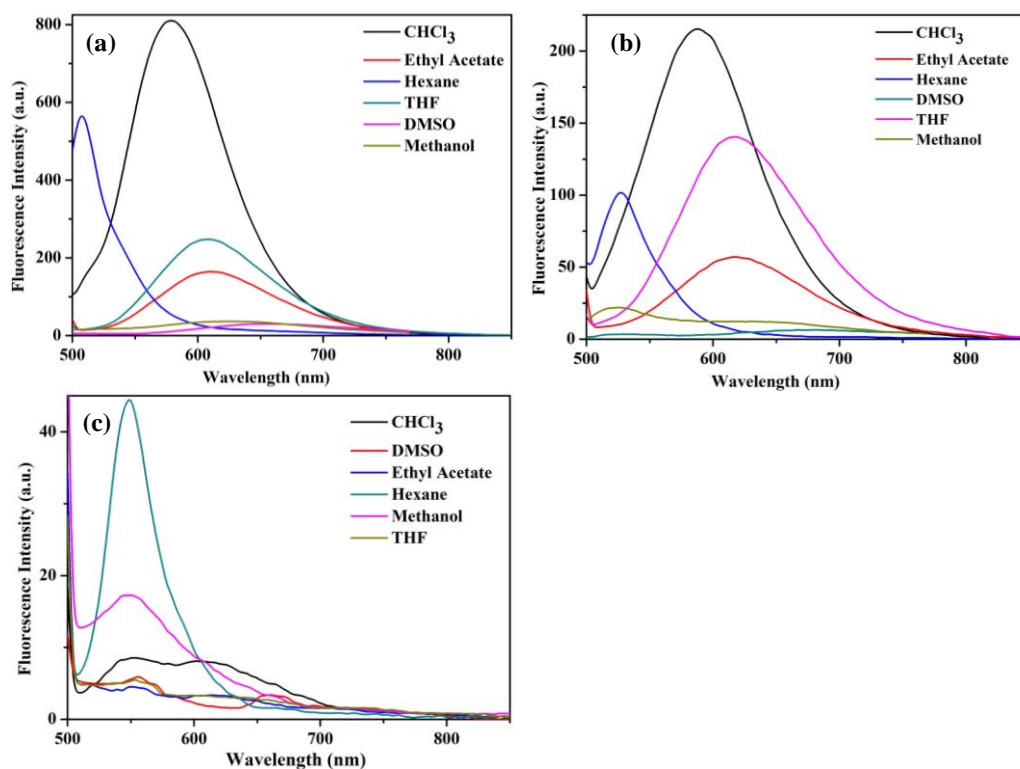 (a)
CHCl3
Ethyl Acetate
Hexane
THF
DMSO
Methanol
800
600
400
200
0
500
600
700
800
Fluorescence Intensity (a.u.)
Wavelength (nm)
(b)
CHCl3
Ethyl Acetate
Hexane
DMSO
THF
Methanol
200
150
100
50
0
500
600
700
800
Fluorescence Intensity (a.u.)
Wavelength (nm)
(c)
CHCl3
DMSO
Ethyl Acetate
Hexane
Methanol
THF
40
20
0
500
600
700
800
Fluorescence Intensity (a.u.)
Wavelength (nm)